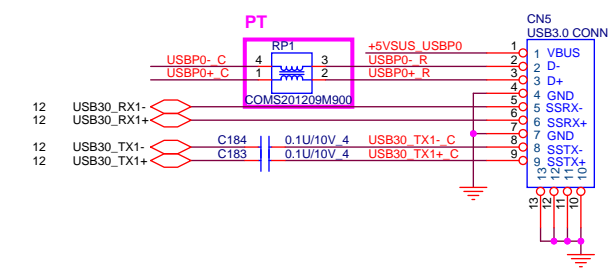 PT
CN5
USB3.0 CONN
RP1
+5VSUS_USBP0
1
1 VBUS
USBP0-_C
4
3
USBP0-_R
2
2 D-
USBP0+_C
1
2
USBP0+_R
3
3 D+
4
4 GND
COMS201209M900
12
USB30_RX1-
5
5 SSRX-
12
USB30_RX1+
6
6 SSRX+
7
7 GND
12
USB30_TX1-
C184
0.1U/10V_4
USB30_TX1-_C
8
8 SSTX-
12
USB30_TX1+
C183
0.1U/10V_4
USB30_TX1+_C
9
9 SSTX+
13
12
11
10
13
12
11
10